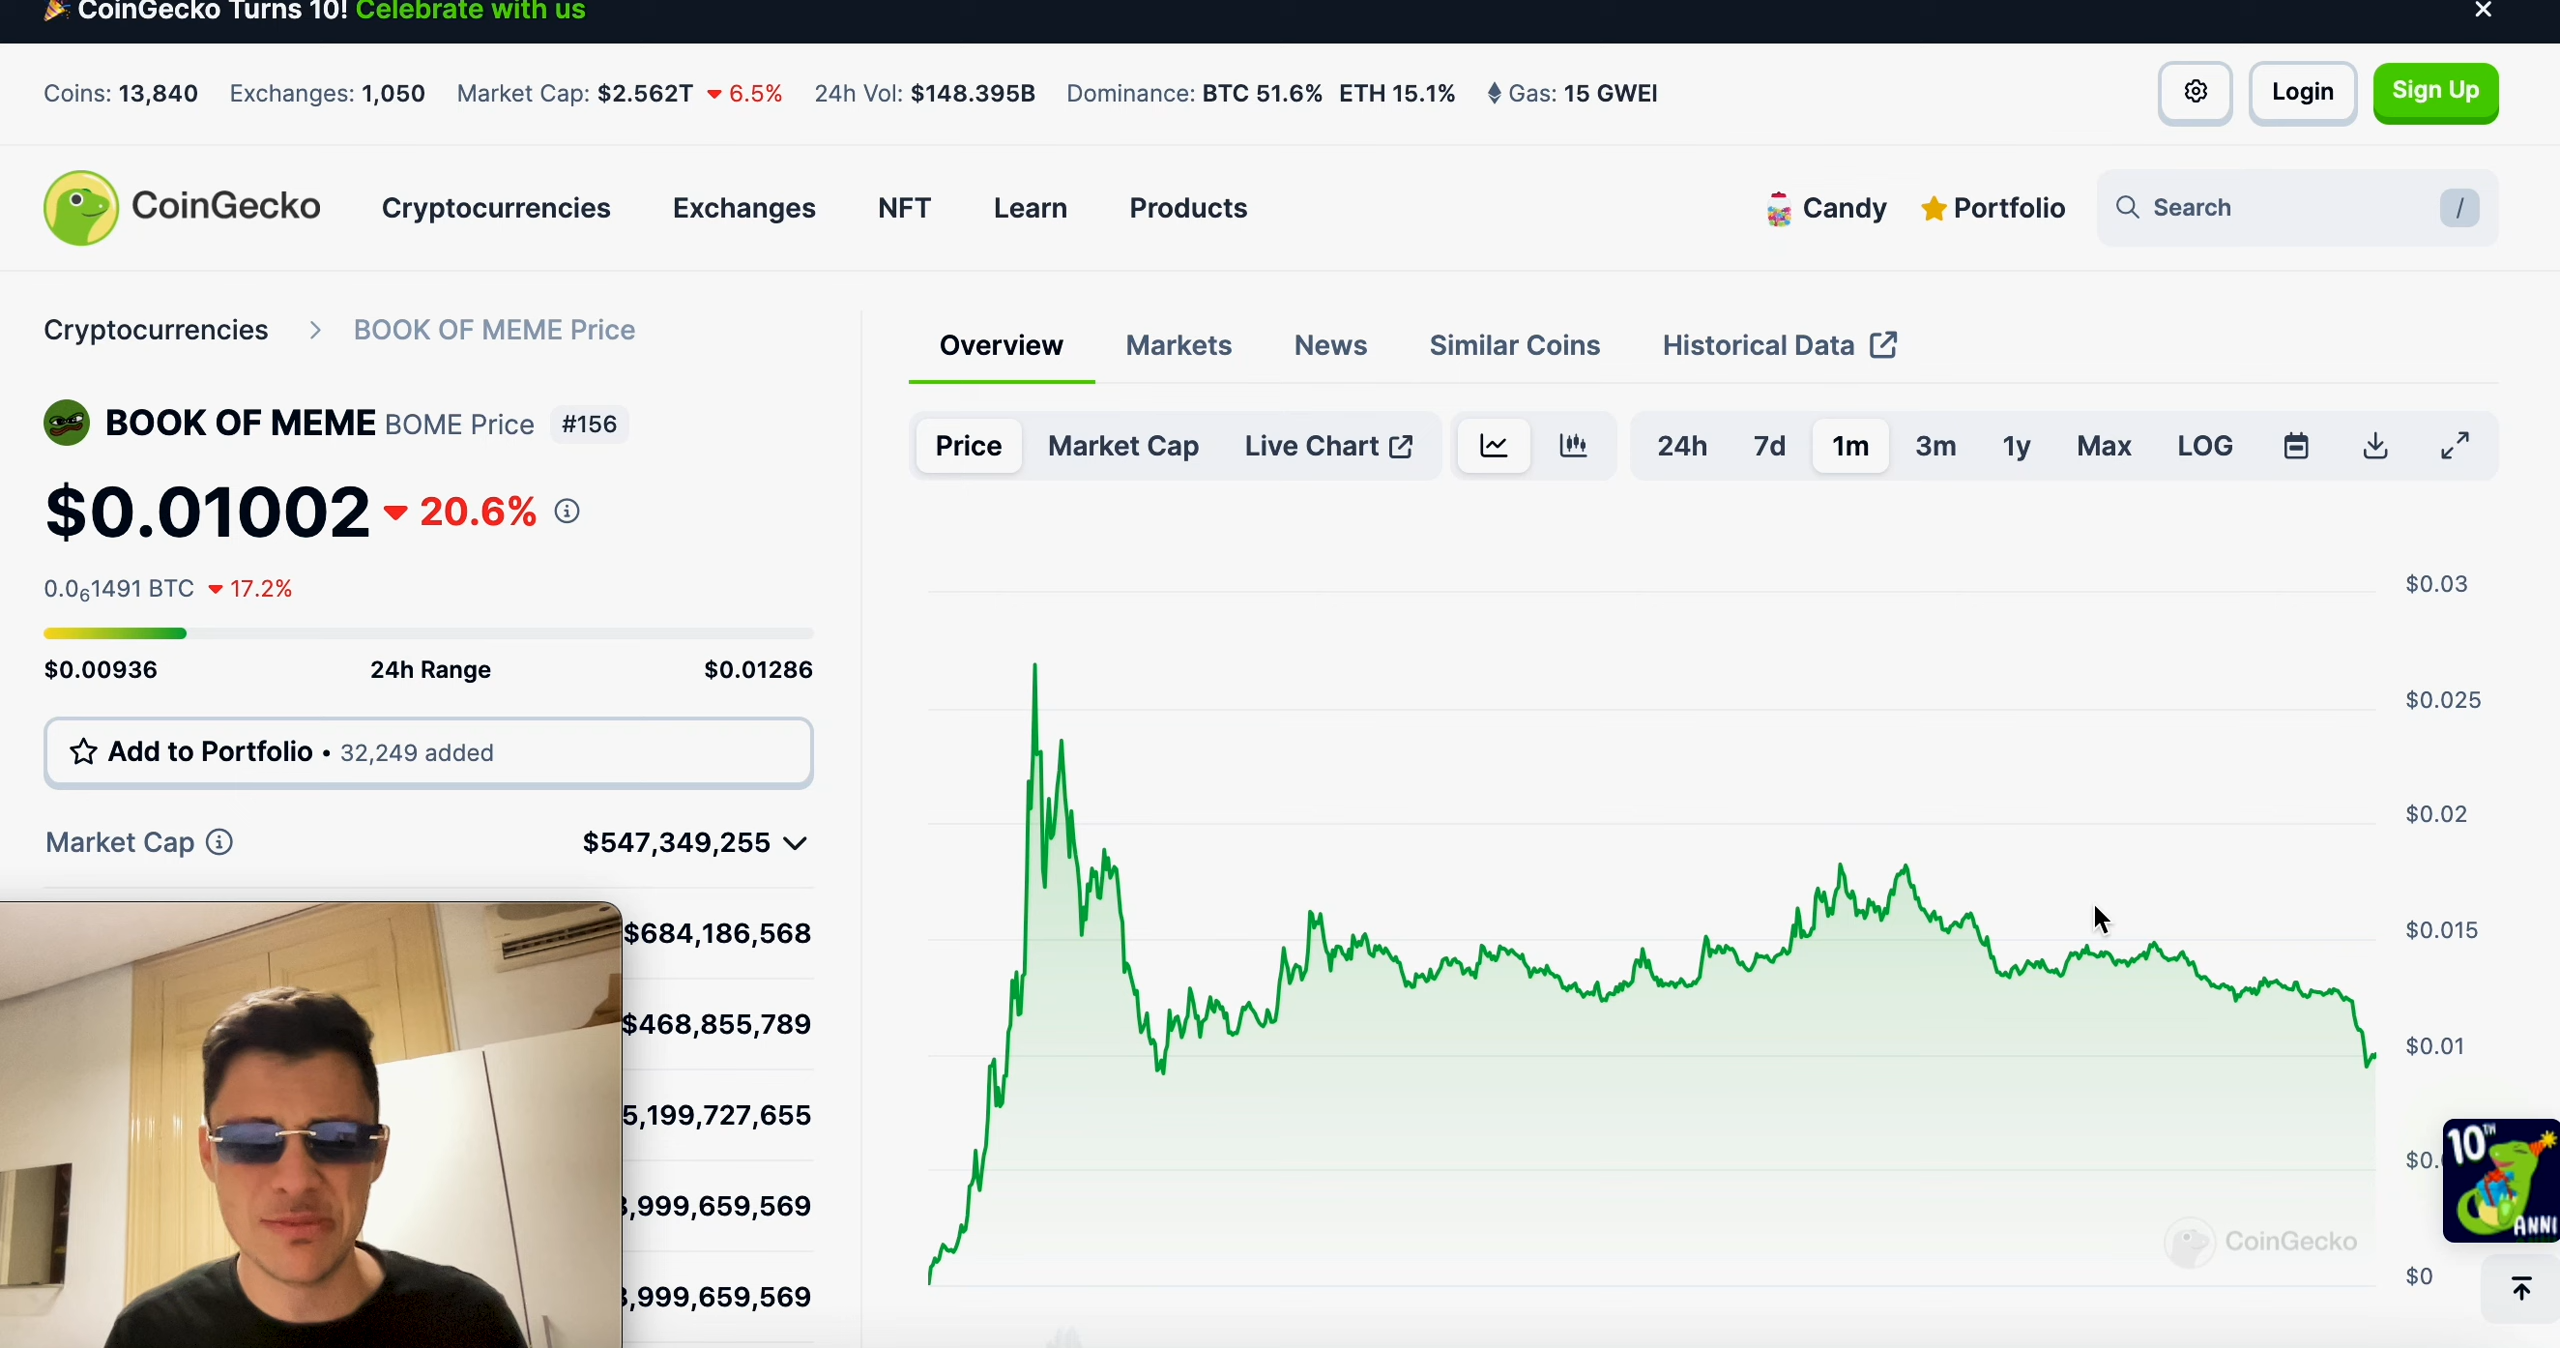 CoinGecko Turns 10! Celebrate with us
Coins: 13,840 Exchanges: 1,050 Market Cap: $2.562T 6.5% 24h Vol: $148.395B Dominance: BTC 51.6% ETH 15.1% Gas: 15 GWEI
Login
Sign Up
CoinGecko
Cryptocurrencies Exchanges NFT Learn Products
Candy Portfolio
Search /
Cryptocurrencies > BOOK OF MEME Price
BOOK OF MEME BOME Price #156
$0.01002 20.6%
0.0₆1491 BTC 17.2%
$0.00936 24h Range $0.01286
Add to Portfolio • 32,249 added
Market Cap $547,349,255
$684,186,568
$468,855,789
5,199,727,655
,999,659,569
,999,659,569
Overview Markets News Similar Coins Historical Data
Price Market Cap Live Chart
24h 7d 1m 3m 1y Max LOG
$0.03
$0.025
$0.02
$0.015
$0.01
$0.
$0
CoinGecko
10TH
ANNI